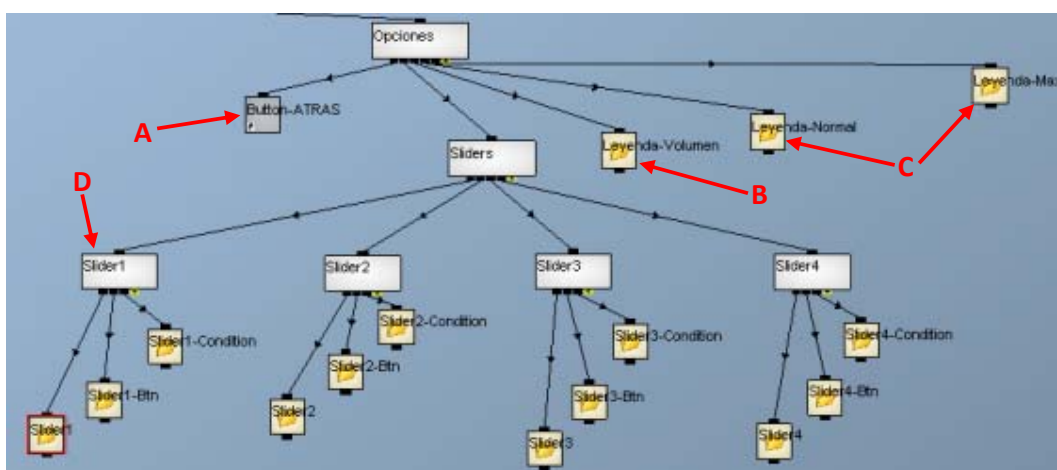 Opciones
Button-ATRAS
Leyenda-Max
Leyenda-Normal
Leyenda-Volumen
A
B
C
Sliders
D
Slider1
Slider2
Slider3
Slider4
Slider1-Condition
Slider2-Condition
Slider3-Condition
Slider4-Condition
Slider1-Btn
Slider2-Btn
Slider3-Btn
Slider4-Btn
Slider1
Slider2
Slider3
Slider4